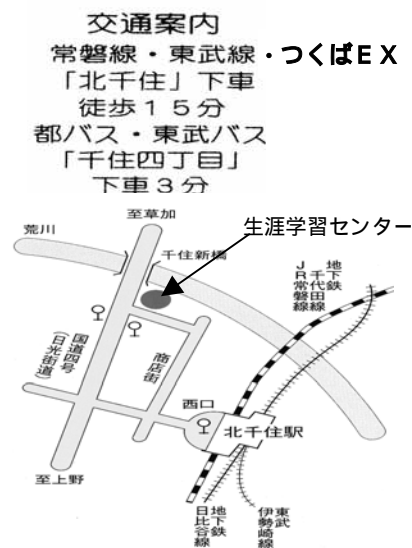 交通案内
常磐線・東武線・つくばEX
「北千住」下車
徒歩15分
都バス・東武バス
「千住四丁目」
下車3分
至草加
生涯学習センター
荒川
千住新橋
JR常磐線
地下鉄千代田線
国道四号(日光街道)
商店街
西口
北千住駅
至上野
地下鉄日比谷線
東武伊勢崎線